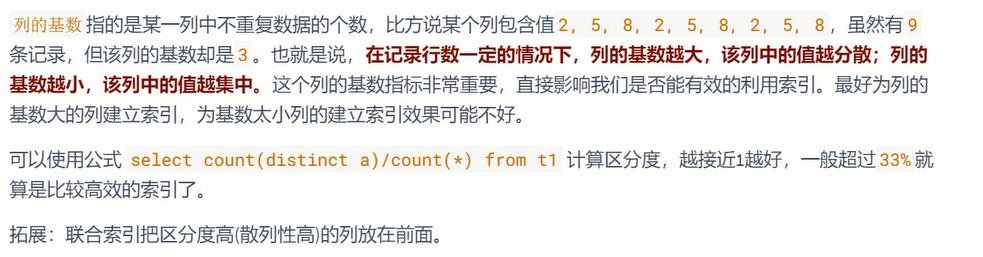 列的基数 指的是某一列中不重复数据的个数，比方说某个列包含值 2, 5, 8, 2, 5, 8, 2, 5, 8，虽然有 9
条记录，但该列的基数却是 3 。也就是说，在记录行数一定的情况下，列的基数越大，该列中的值越分散；列的
基数越小，该列中的值越集中。这个列的基数指标非常重要，直接影响我们是否能有效的利用索引。最好为列的
基数大的列建立索引，为基数太小列的建立索引效果可能不好。
可以使用公式 select count(distinct a)/count(*) from t1 计算区分度，越接近1越好，一般超过 33% 就
算是比较高效的索引了。
拓展：联合索引把区分度高(散列性高)的列放在前面。